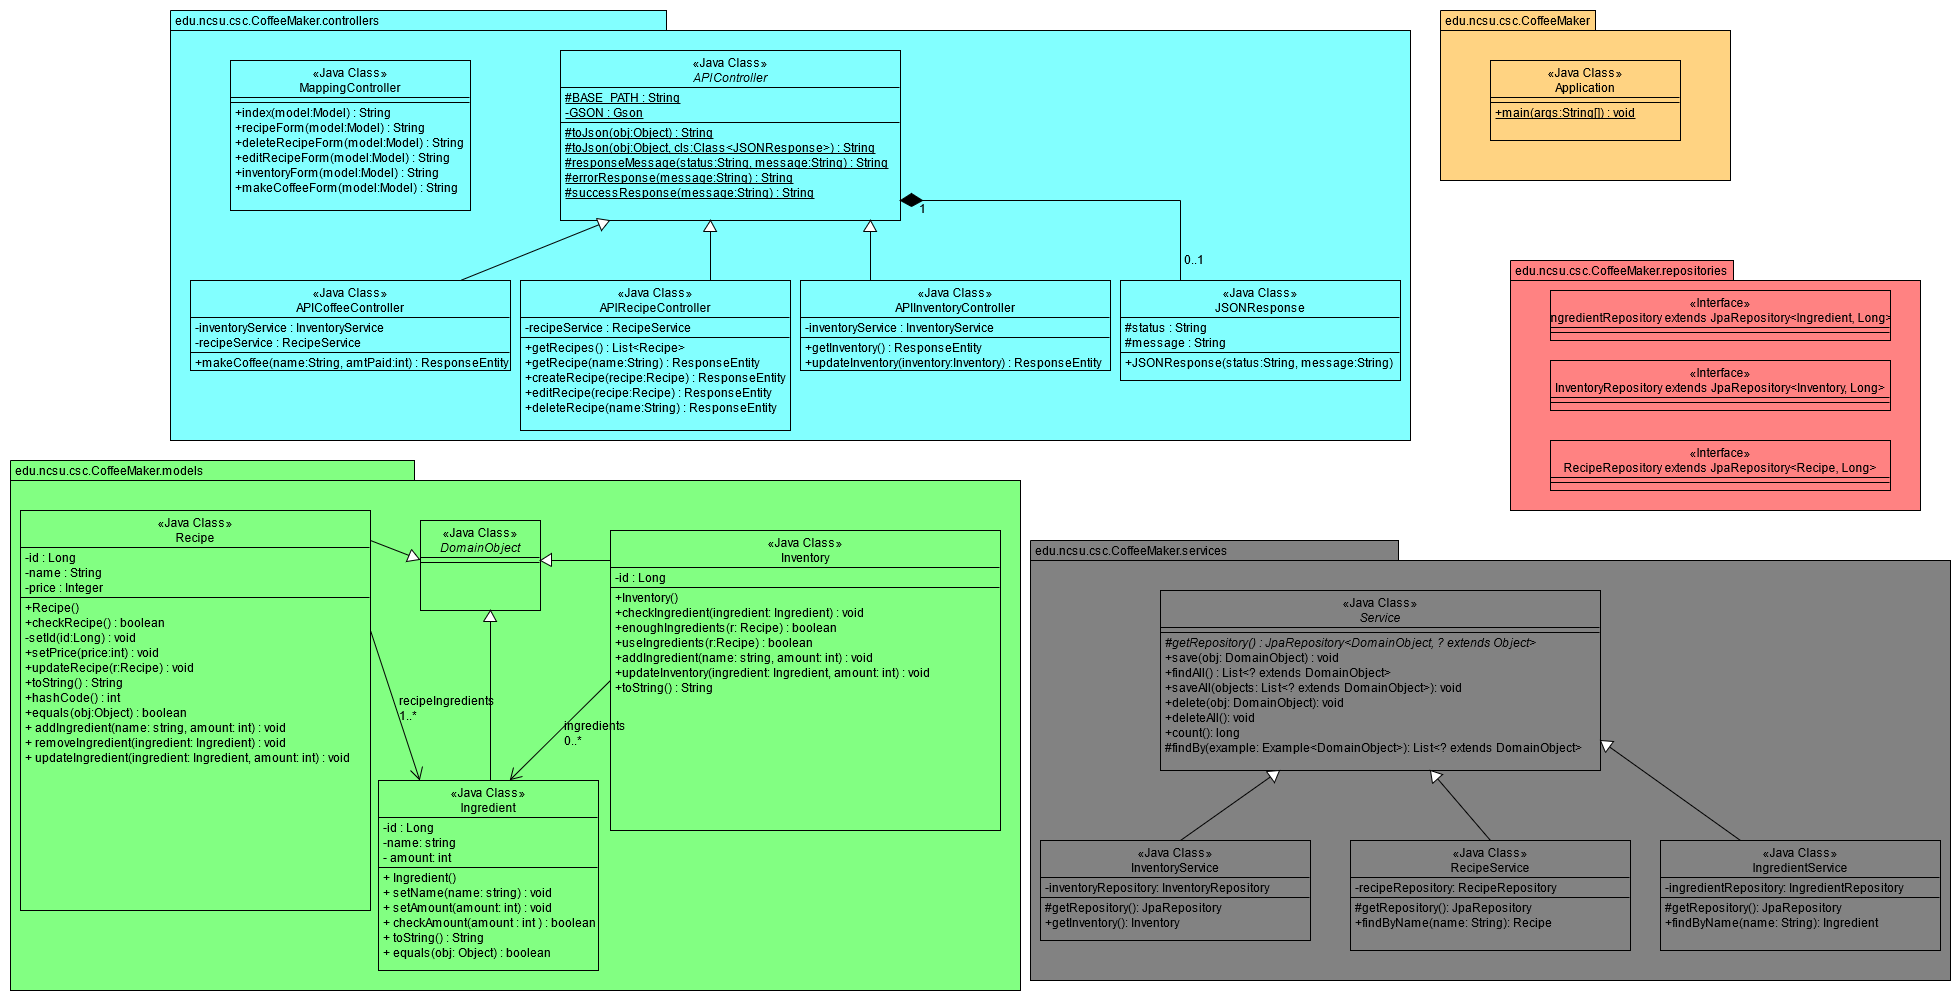 edu.ncsu.csc.CoffeeMaker.controllers
«Java Class»
MappingController
+index(model:Model) : String
+recipeForm(model:Model) : String
+deleteRecipeForm(model:Model) : String
+editRecipeForm(model:Model) : String
+inventoryForm(model:Model) : String
+makeCoffeeForm(model:Model) : String
«Java Class»
APIController
#BASE_PATH : String
-GSON : Gson
#toJson(obj:Object) : String
#toJson(obj:Object, cls:Class<JSONResponse>) : String
#responseMessage(status:String, message:String) : String
#errorResponse(message:String) : String
#successResponse(message:String) : String
1
0..1
«Java Class»
APICoffeeController
-inventoryService : InventoryService
-recipeService : RecipeService
+makeCoffee(name:String, amtPaid:int) : ResponseEntity
«Java Class»
APIRecipeController
-recipeService : RecipeService
+getRecipes() : List<Recipe>
+getRecipe(name:String) : ResponseEntity
+createRecipe(recipe:Recipe) : ResponseEntity
+editRecipe(recipe:Recipe) : ResponseEntity
+deleteRecipe(name:String) : ResponseEntity
«Java Class»
APIInventoryController
-inventoryService : InventoryService
+getInventory() : ResponseEntity
+updateInventory(inventory:Inventory) : ResponseEntity
«Java Class»
JSONResponse
#status : String
#message : String
+JSONResponse(status:String, message:String)
edu.ncsu.csc.CoffeeMaker
«Java Class»
Application
+main(args:String[]) : void
edu.ncsu.csc.CoffeeMaker.repositories
«Interface»
ngredientRepository extends JpaRepository<Ingredient, Long>
«Interface»
InventoryRepository extends JpaRepository<Inventory, Long>
«Interface»
RecipeRepository extends JpaRepository<Recipe, Long>
edu.ncsu.csc.CoffeeMaker.models
«Java Class»
Recipe
-id : Long
-name : String
-price : Integer
+Recipe()
+checkRecipe() : boolean
-setId(id:Long) : void
+setPrice(price:int) : void
+updateRecipe(r:Recipe) : void
+toString() : String
+hashCode() : int
+equals(obj:Object) : boolean
+ addIngredient(name: string, amount: int) : void
+ removeIngredient(ingredient: Ingredient) : void
+ updateIngredient(ingredient: Ingredient, amount: int) : void
«Java Class»
DomainObject
recipeIngredients
1..*
ingredients
0..*
«Java Class»
Inventory
-id : Long
+Inventory()
+checkIngredient(ingredient: Ingredient) : void
+enoughIngredients(r: Recipe) : boolean
+useIngredients(r:Recipe) : boolean
+addIngredient(name: string, amount: int) : void
+updateInventory(ingredient: Ingredient, amount: int) : void
+toString() : String
«Java Class»
Ingredient
-id : Long
-name: string
- amount: int
+ Ingredient()
+ setName(name: string) : void
+ setAmount(amount: int) : void
+ checkAmount(amount : int ) : boolean
+ toString() : String
+ equals(obj: Object) : boolean
edu.ncsu.csc.CoffeeMaker.services
«Java Class»
Service
#getRepository() : JpaRepository<DomainObject, ? extends Object>
+save(obj: DomainObject) : void
+findAll() : List<? extends DomainObject>
+saveAll(objects: List<? extends DomainObject>): void
+delete(obj: DomainObject): void
+deleteAll(): void
+count(): long
#findBy(example: Example<DomainObject>): List<? extends DomainObject>
«Java Class»
InventoryService
-inventoryRepository: InventoryRepository
#getRepository(): JpaRepository
+getInventory(): Inventory
«Java Class»
RecipeService
-recipeRepository: RecipeRepository
#getRepository(): JpaRepository
+findByName(name: String): Recipe
«Java Class»
IngredientService
-ingredientRepository: IngredientRepository
#getRepository(): JpaRepository
+findByName(name: String): Ingredient